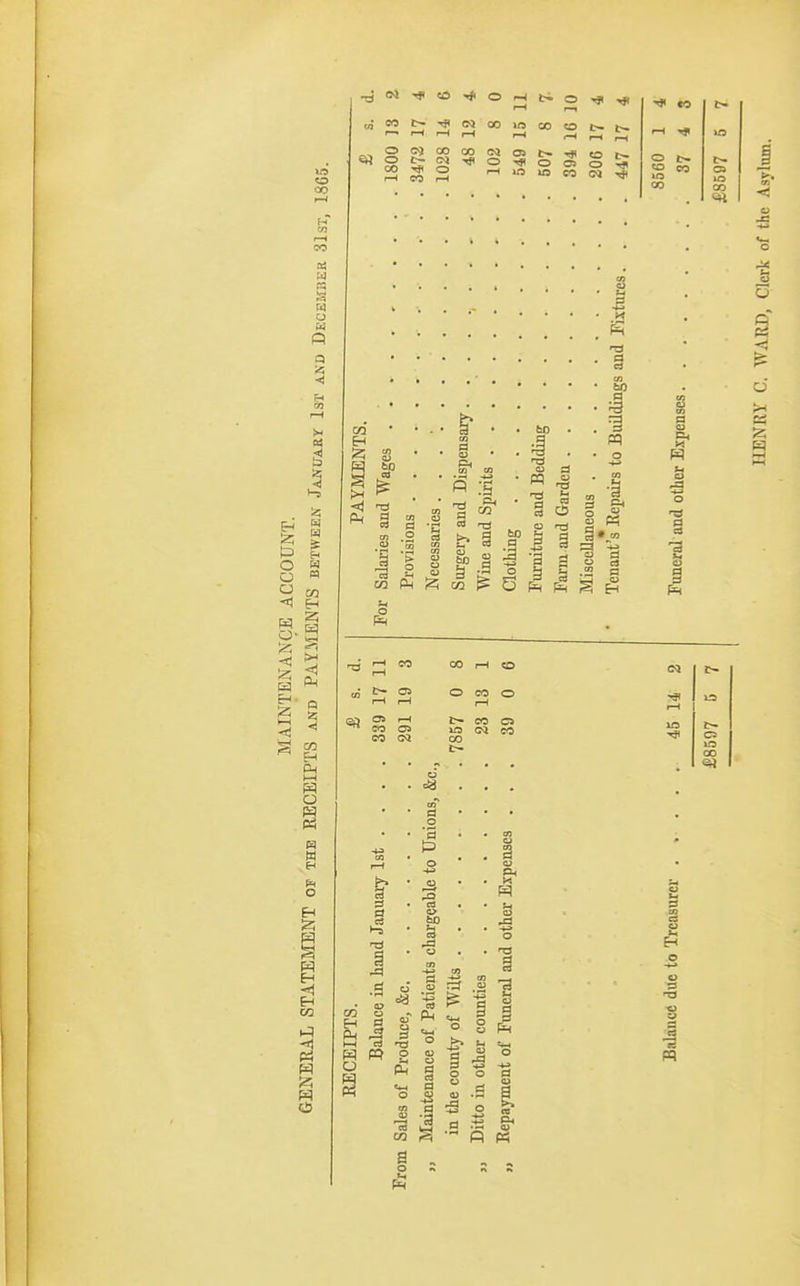 MAINTENANCE ACCOUNT.
GENERAL STATEMENT OF THE RECEIPTS AND PAYMENTS BETWEEN JANUARY 1ST AND DECEMBER 31ST, 1865.
RECEIPTS.
£ s. d.
Balance in hand January 1st . . . . 339 17 11
From Sales of Produce, &c. . . . . . 291 19 3
„ Maintenance of Patients chargeable to Unions, &c.,
in the county of Wilts . . . . . 7857 0 8
„ Ditto in other counties . . . . . 23 13 1
„ Repayment of Funeral and other Expenses . . 39 0 6
Balance due to Treasurer . . . . . 45 14 2
£8597 5 7
PAYMENTS.
£ s. d.
For Salaries and Wages . . . . . 1800 13 2
Provisions . . . . . 3472 17 4
Necessaries . . . . . 1028 14 6
Surgery and Dispensary . . . . . 48 12 4
Wine and Spirits . . . . . 102 8 0
Clothing . . . . . 549 15 11
Furniture and Bedding . . . . . 507 8 7
Farm and Garden . . . . . 394 16 10
Miscellaneous . . . . . 206 17 4
Tenant's Repairs to Buildings and Fixtures . . 447 17 4
8560 1 4
Funeral and other Expenses . . . . . 37 4 3
£8597 5 7
HENRY C. WARD, Clerk of the Asylum.